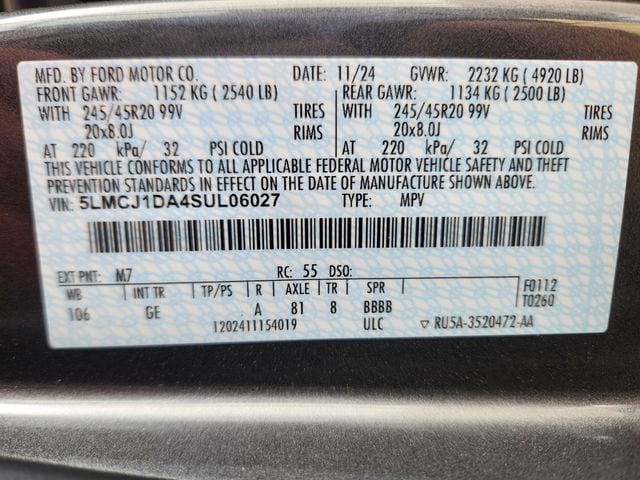 MFD. BY FORD MOTOR CO. DATE: 11/24 GVWR: 2232 KG ( 4920 LB)
FRONT GAWR: 1152 KG ( 2540 LB) REAR GAWR: 1134 KG ( 2500 LB)
WITH 245/45R20 99V TIRES WITH 245/45R20 99V TIRES
20x8.0J RIMS 20x8.0J RIMS
AT 220 kPa/ 32 PSI COLD AT 220 kPa/ 32 PSI COLD
THIS VEHICLE CONFORMS TO ALL APPLICABLE FEDERAL MOTOR VEHICLE SAFETY AND THEFT
PREVENTION STANDARDS IN EFFECT ON THE DATE OF MANUFACTURE SHOWN ABOVE.
VIN: 5LMCJ1DA4SUL06027 TYPE: MPV
EXT PNT: M7 RC: 55 DSO: F0112
WB INT TR TP/PS R AXLE TR SPR T0260
106 GE A 81 8 BBBB
1202411154019 ULC ▽ RU5A-3520472-AA